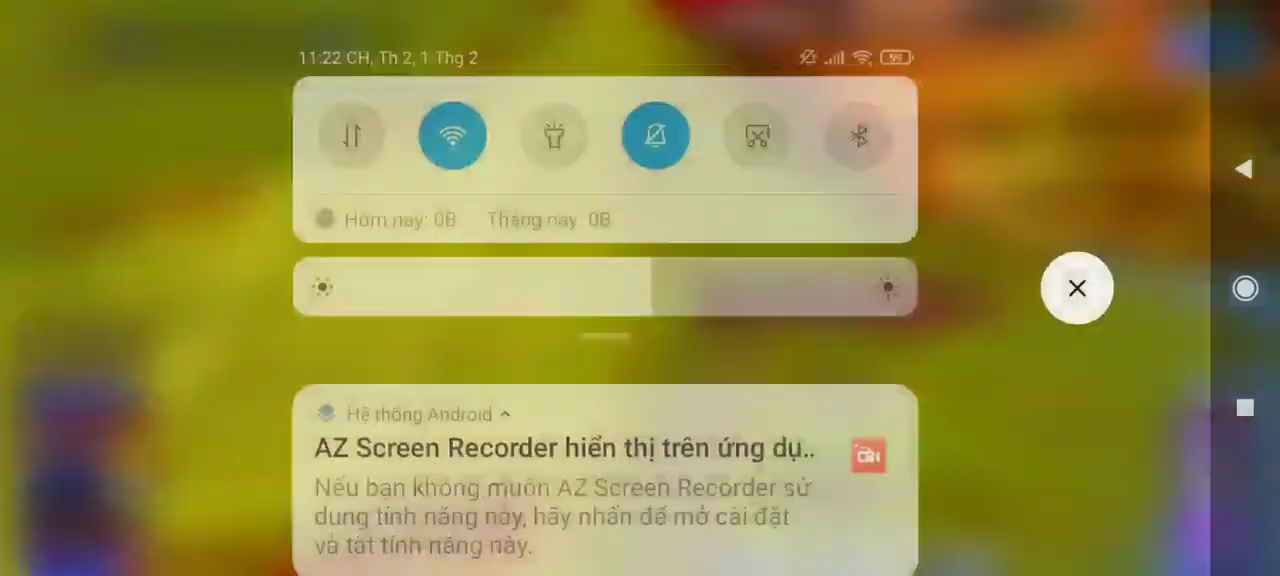 11:22 CH, Th 2, 1 Thg 2
99
Hôm nay: 0B Tháng này: 0B
Hệ thống Android
AZ Screen Recorder hiển thị trên ứng dụ..
Nếu bạn không muốn AZ Screen Recorder sử
dụng tính năng này, hãy nhấn để mở cài đặt
và tắt tính năng này.